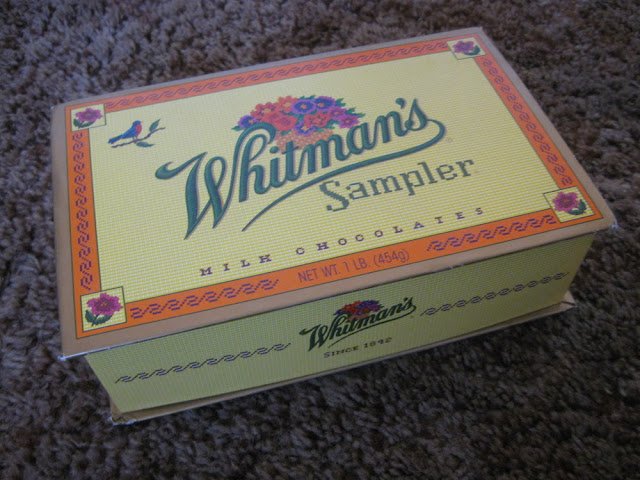 Whitman's
Sampler
MILK CHOCOLATES
NET WT. 1 LB. (454g)
Whitman's
SINCE 1842